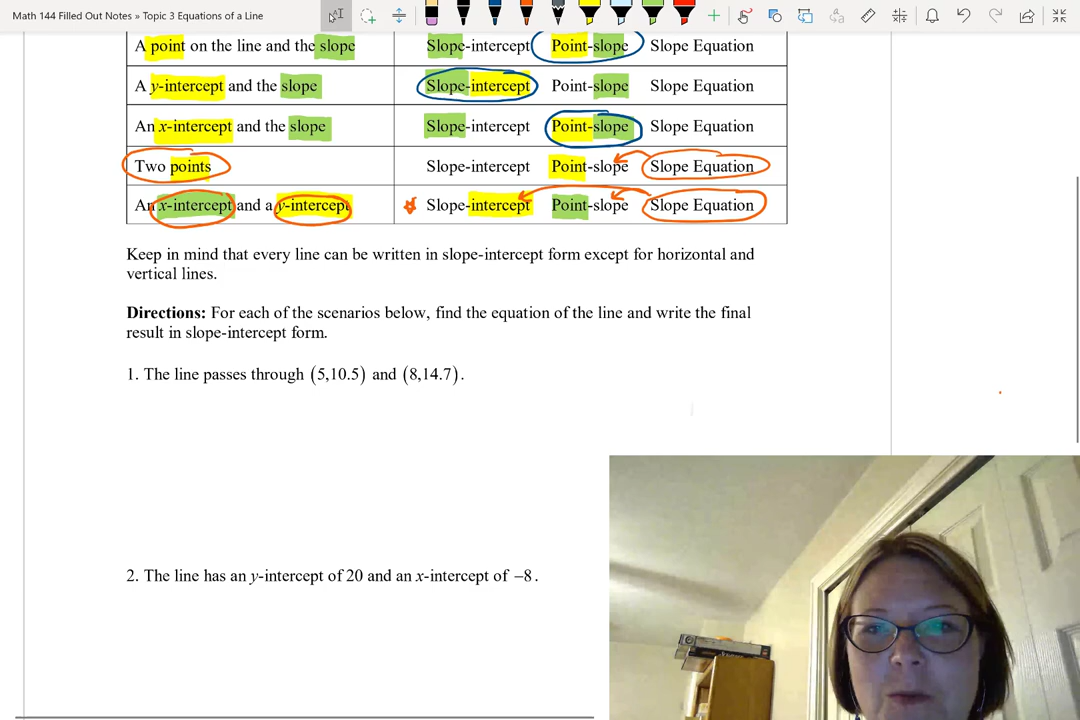 Math 144 Filled Out Notes » Topic 3 Equations of a Line
A point on the line and the slope Slope-intercept Point-slope Slope Equation
A y-intercept and the slope Slope-intercept Point-slope Slope Equation
An x-intercept and the slope Slope-intercept Point-slope Slope Equation
Two points Slope-intercept Point-slope Slope Equation
An x-intercept and a y-intercept Slope-intercept Point-slope Slope Equation
Keep in mind that every line can be written in slope-intercept form except for horizontal and
vertical lines.
Directions: For each of the scenarios below, find the equation of the line and write the final
result in slope-intercept form.
1. The line passes through (5,10.5) and (8,14.7).
2. The line has an y-intercept of 20 and an x-intercept of −8.